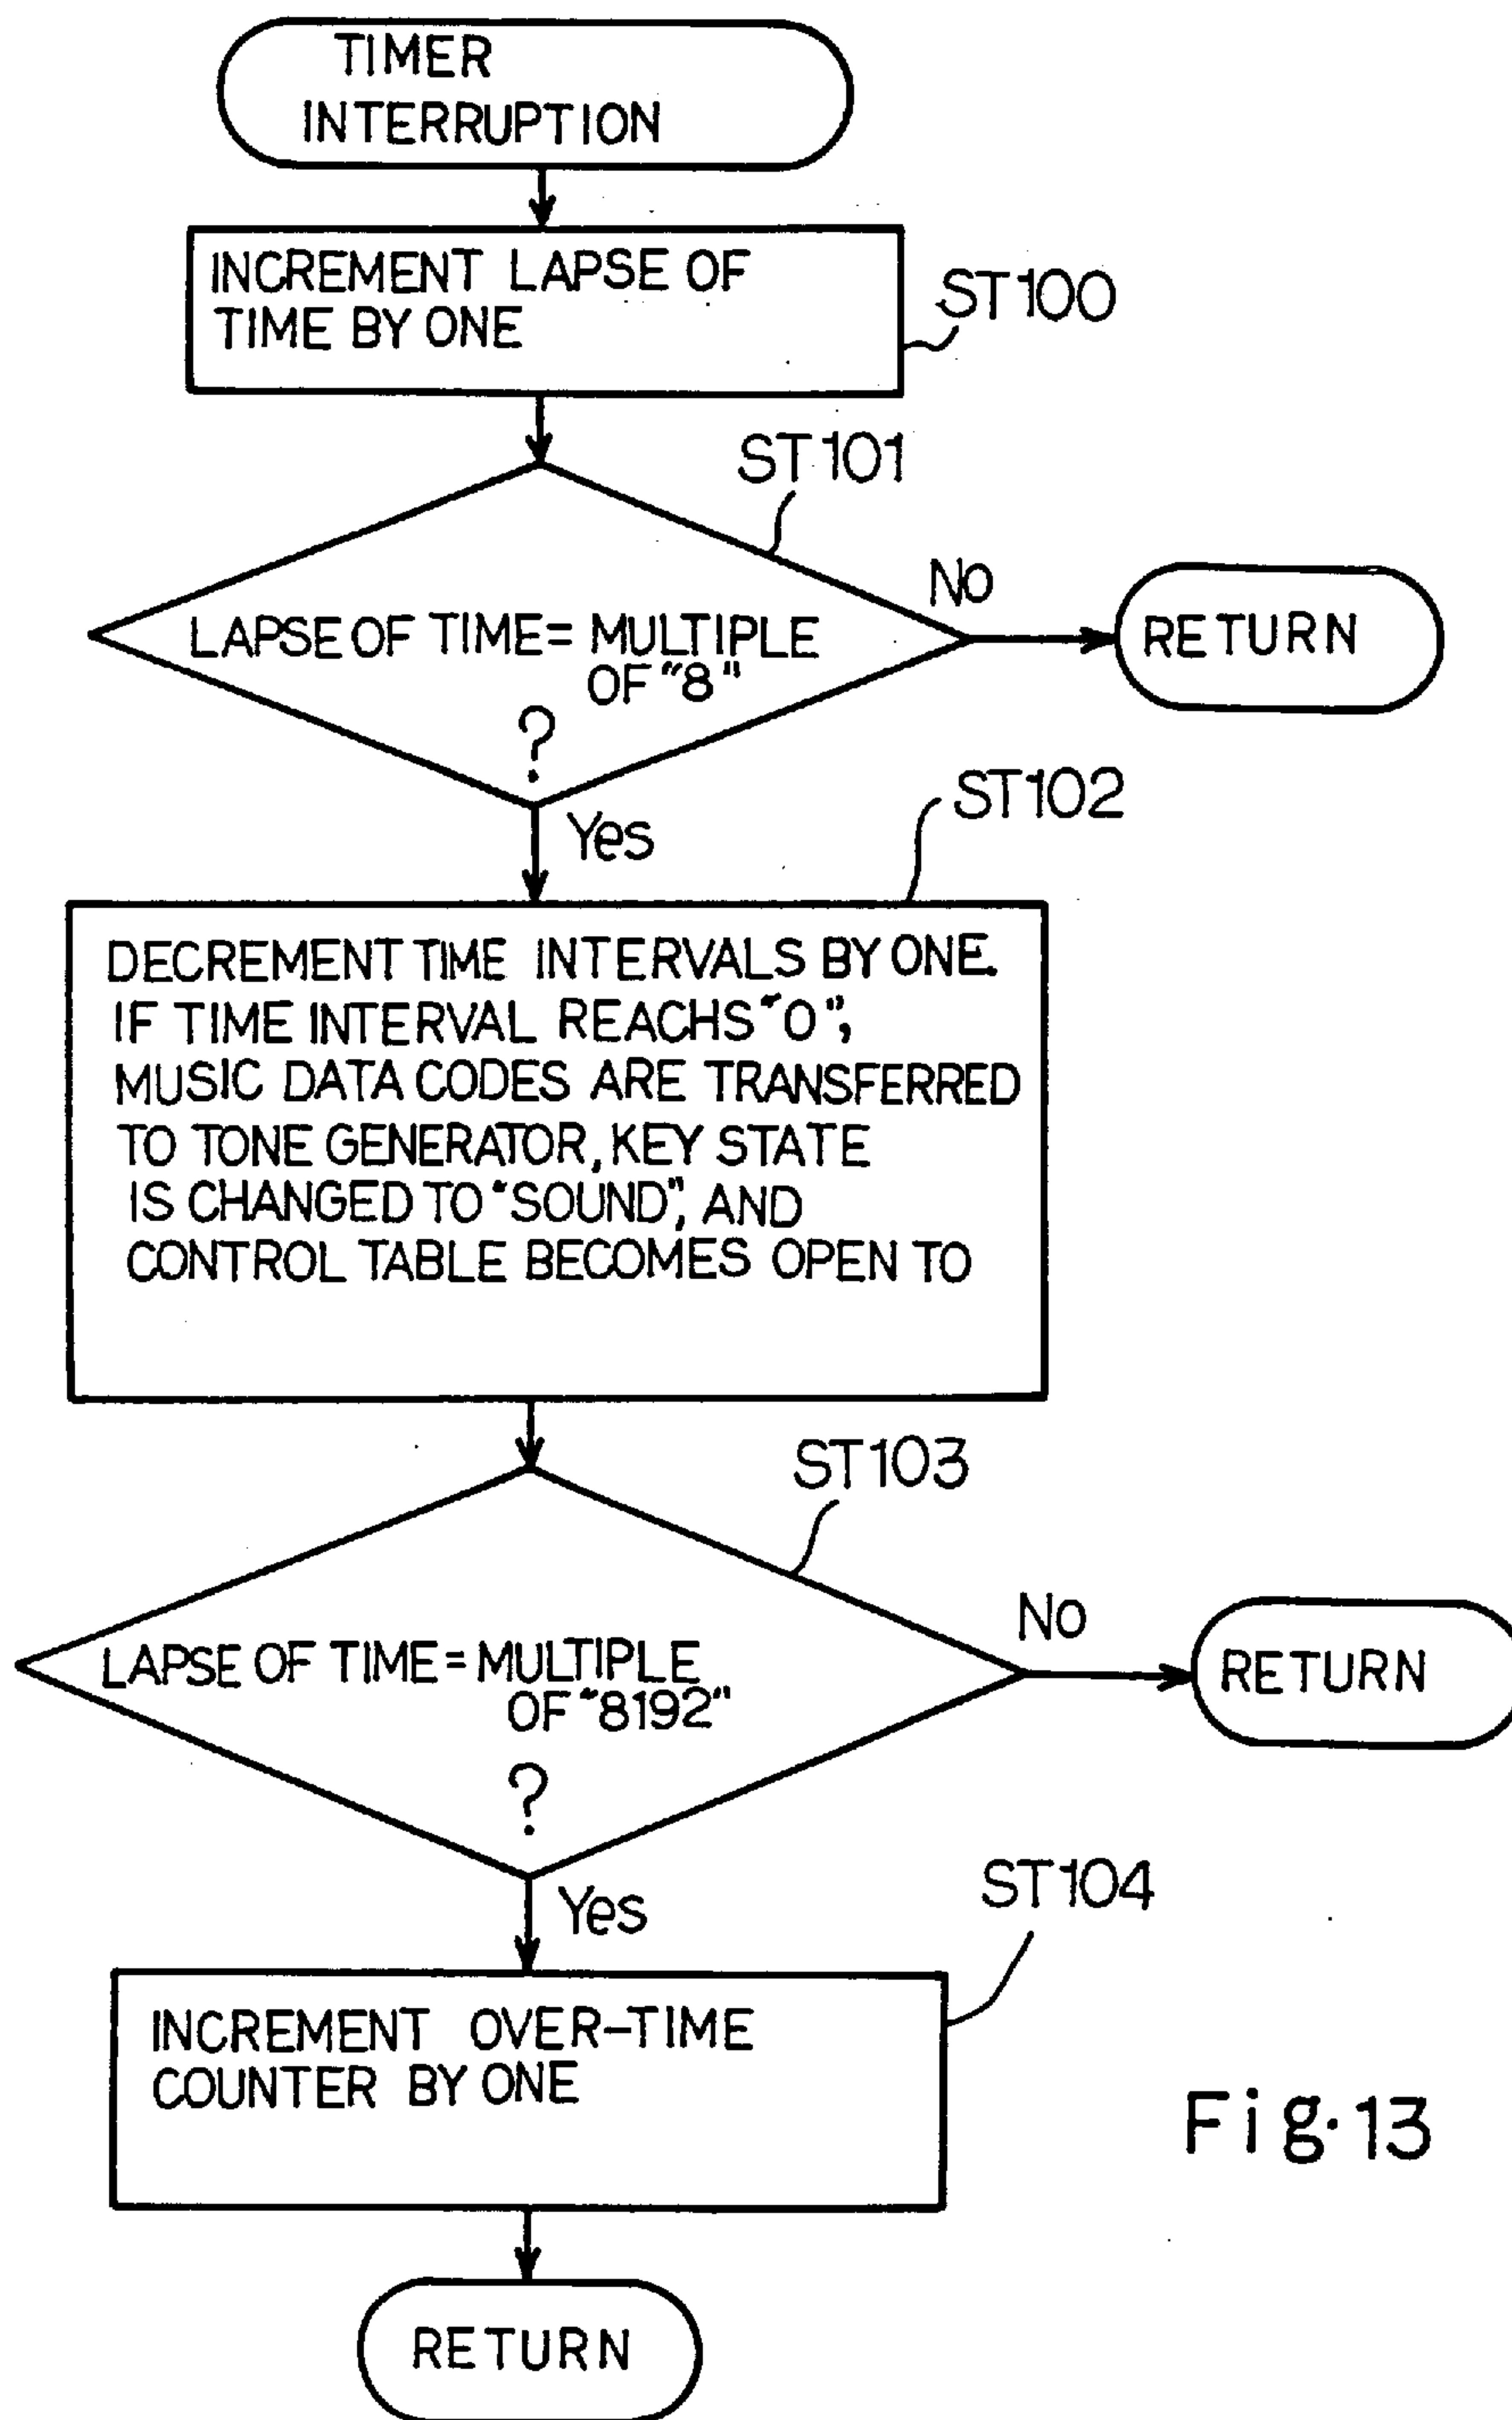 TIMER
INTERRUPTION
INCREMENT LAPSE OF
TIME BY ONE
ST100
ST101
No
LAPSE OF TIME = MULTIPLE
OF "8"
?
RETURN
Yes
ST102
DECREMENT TIME INTERVALS BY ONE.
IF TIME INTERVAL REACHS "0",
MUSIC DATA CODES ARE TRANSFERRED
TO TONE GENERATOR, KEY STATE
IS CHANGED TO "SOUND", AND
CONTROL TABLE BECOMES OPEN TO
ST103
No
LAPSE OF TIME = MULTIPLE
OF "8192"
?
RETURN
Yes
ST104
INCREMENT OVER-TIME
COUNTER BY ONE
Fig. 13
RETURN